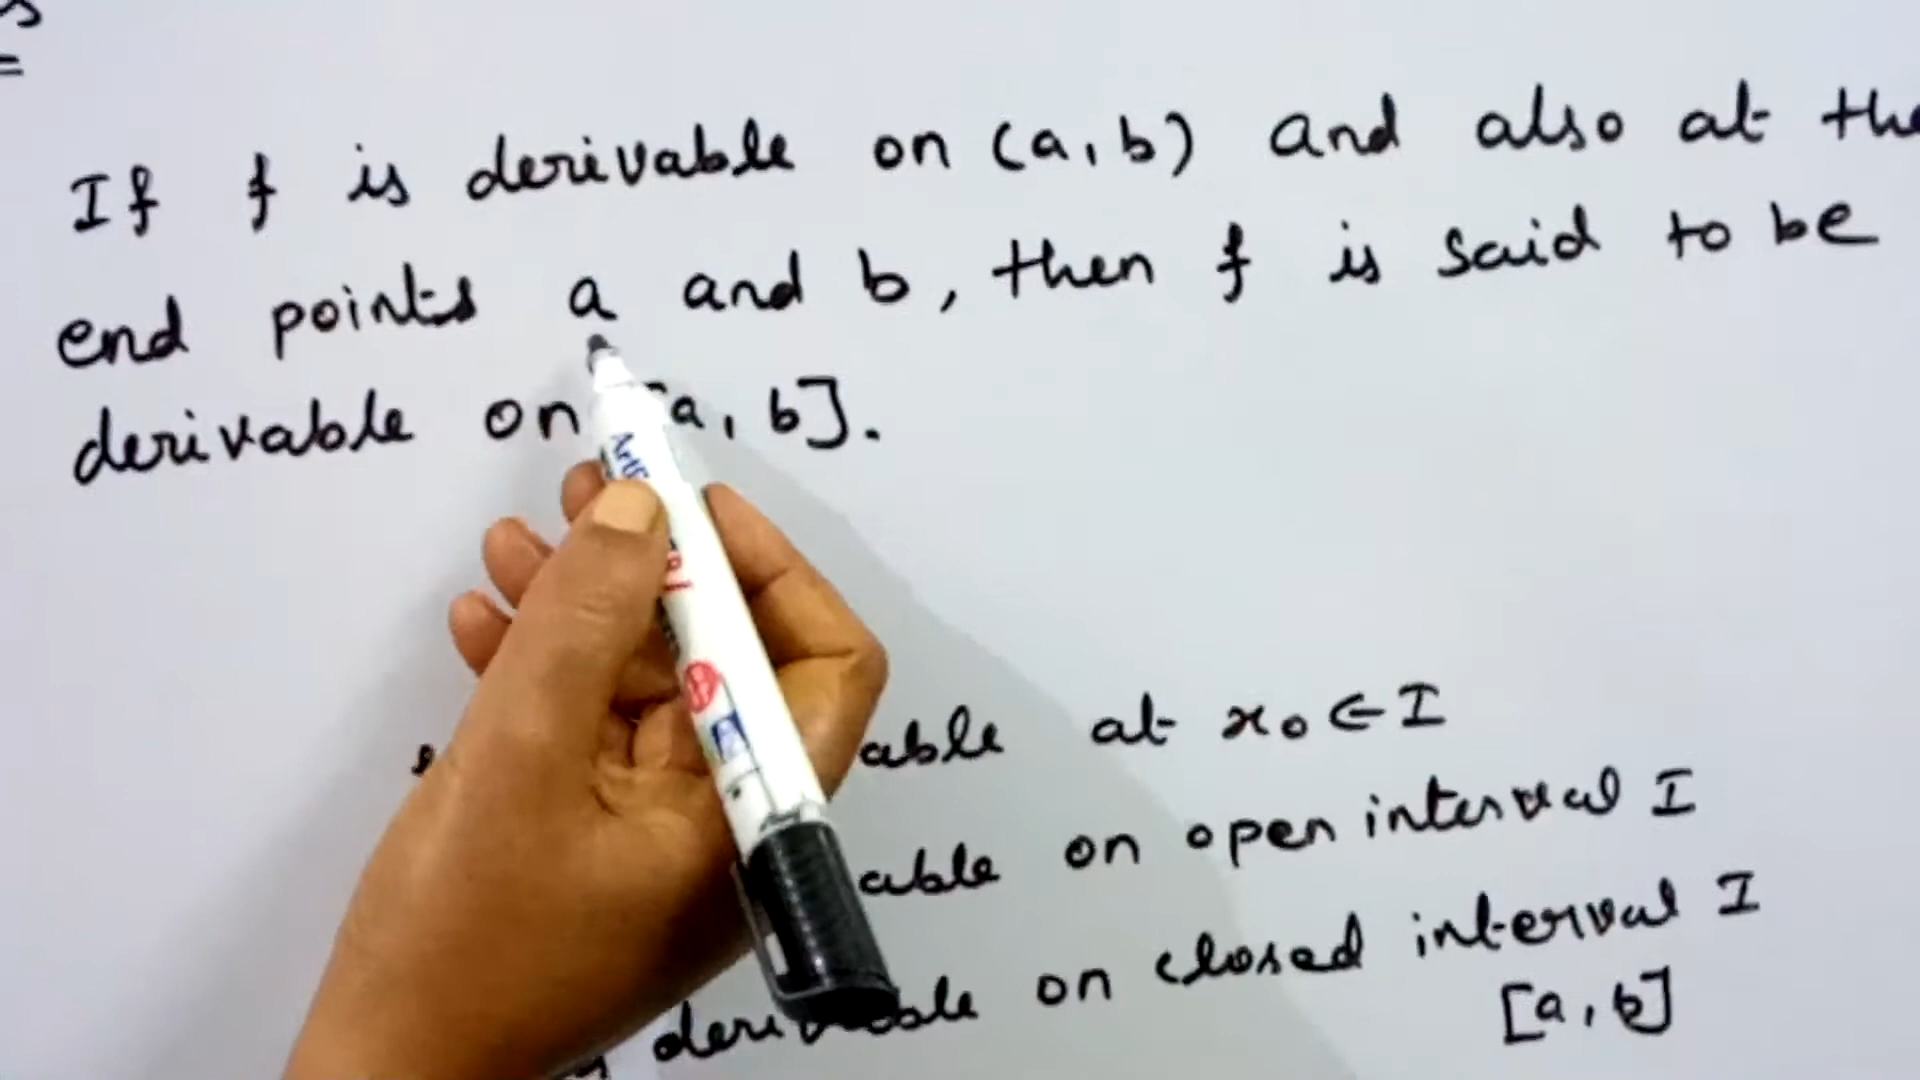 If f is derivable on (a,b) and also at the
end points a and b, then f is said to be
derivable on [a, b].
able at x₀ ∈ I
able on open interval I
derivable on closed interval I
[a, b]